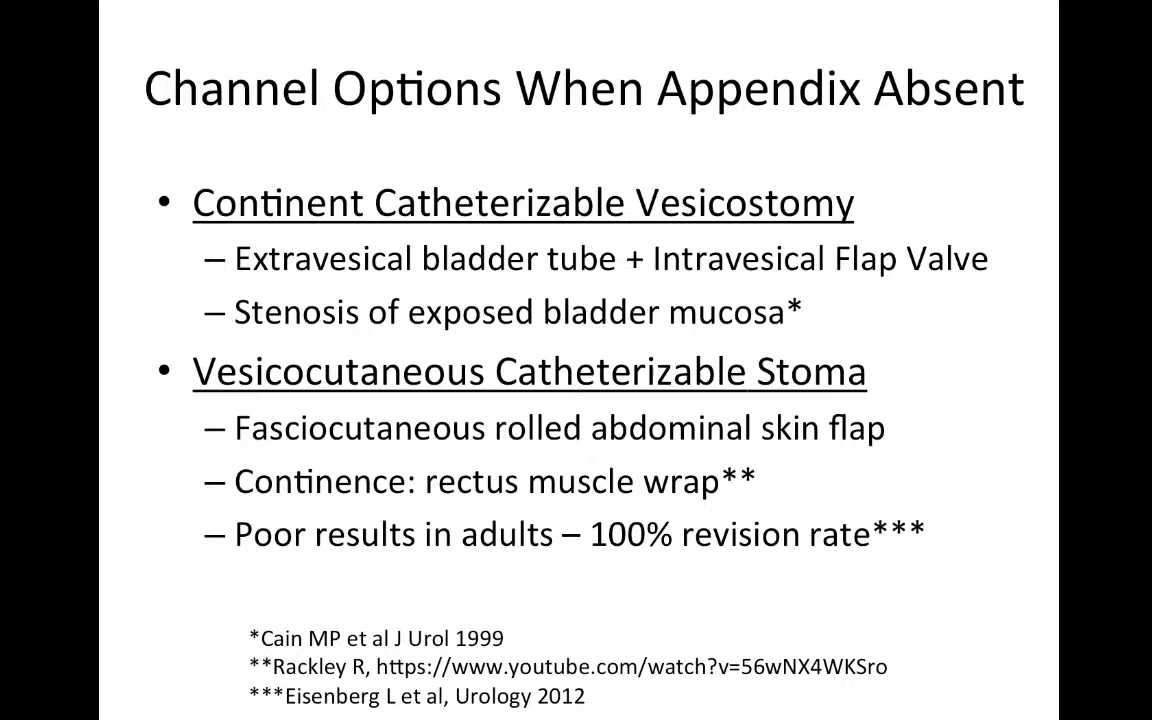 Channel Options When Appendix Absent
• Continent Catheterizable Vesicostomy
– Extravesical bladder tube + Intravesical Flap Valve
– Stenosis of exposed bladder mucosa*
• Vesicocutaneous Catheterizable Stoma
– Fasciocutaneous rolled abdominal skin flap
– Continence: rectus muscle wrap**
– Poor results in adults – 100% revision rate***
*Cain MP et al J Urol 1999
**Rackley R, https://www.youtube.com/watch?v=56wNX4WKSro
***Eisenberg L et al, Urology 2012